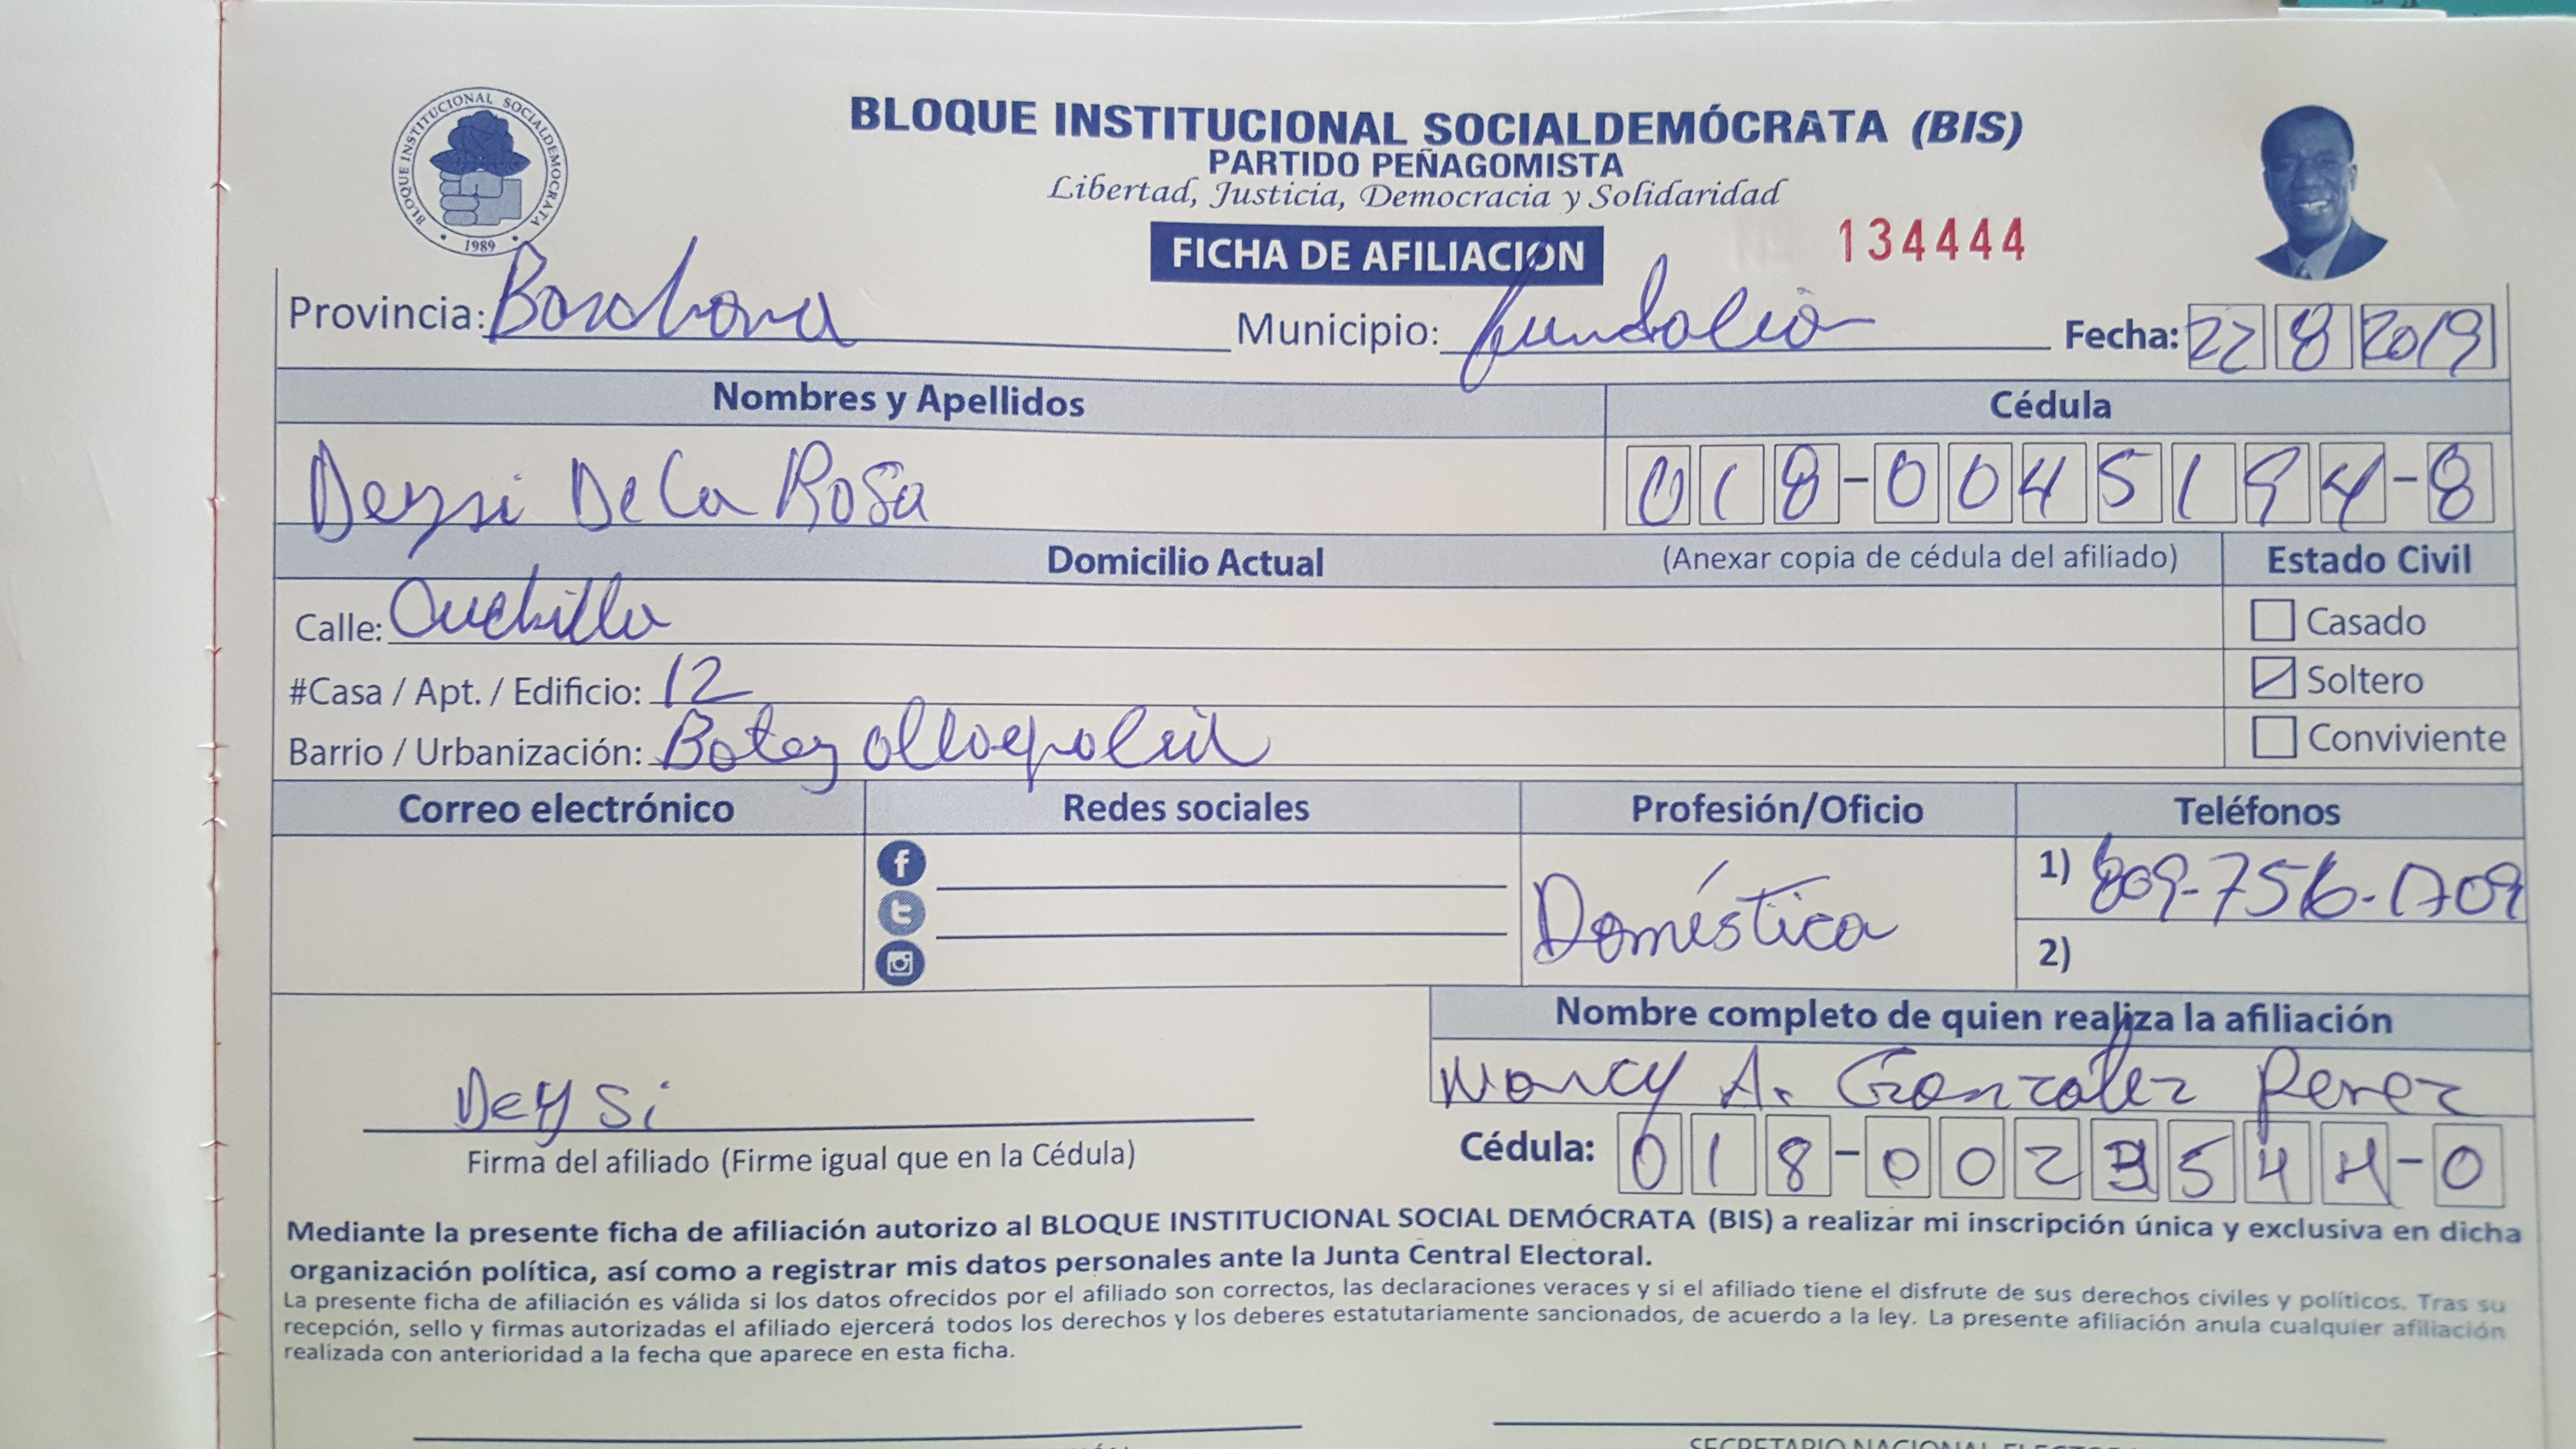 BLOQUE INSTITUCIONAL SOCIALDEMOCRATA
1989
BLOQUE INSTITUCIONAL SOCIALDEMÓCRATA (BIS)
PARTIDO PEÑAGOMISTA
Libertad, Justicia, Democracia y Solidaridad
FICHA DE AFILIACION
134444
Provincia: Barahona Municipio: fundación Fecha: 22 8 2019
Nombres y Apellidos Cédula
Deysi De La Rosa 018-0045194-8
Domicilio Actual (Anexar copia de cédula del afiliado) Estado Civil
Calle: Cuchilla Casado
#Casa / Apt. / Edificio: 12 Soltero
Barrio / Urbanización: Batey Conviviente
Correo electrónico Redes sociales Profesión/Oficio Teléfonos
Doméstica
1) 809-756-1709
2)
Nombre completo de quien realiza la afiliación
Nancy A. Gonzalez Perez
Deysi
Firma del afiliado (Firme igual que en la Cédula)
Cédula: 018-0023544-0
Mediante la presente ficha de afiliación autorizo al BLOQUE INSTITUCIONAL SOCIAL DEMÓCRATA (BIS) a realizar mi inscripción única y exclusiva en dicha
organización política, así como a registrar mis datos personales ante la Junta Central Electoral.
La presente ficha de afiliación es válida si los datos ofrecidos por el afiliado son correctos, las declaraciones veraces y si el afiliado tiene el disfrute de sus derechos civiles y políticos. Tras su
recepción, sello y firmas autorizadas el afiliado ejercerá todos los derechos y los deberes estatutariamente sancionados, de acuerdo a la ley. La presente afiliación anula cualquier afiliación
realizada con anterioridad a la fecha que aparece en esta ficha.
SECRETARIO NACIONAL